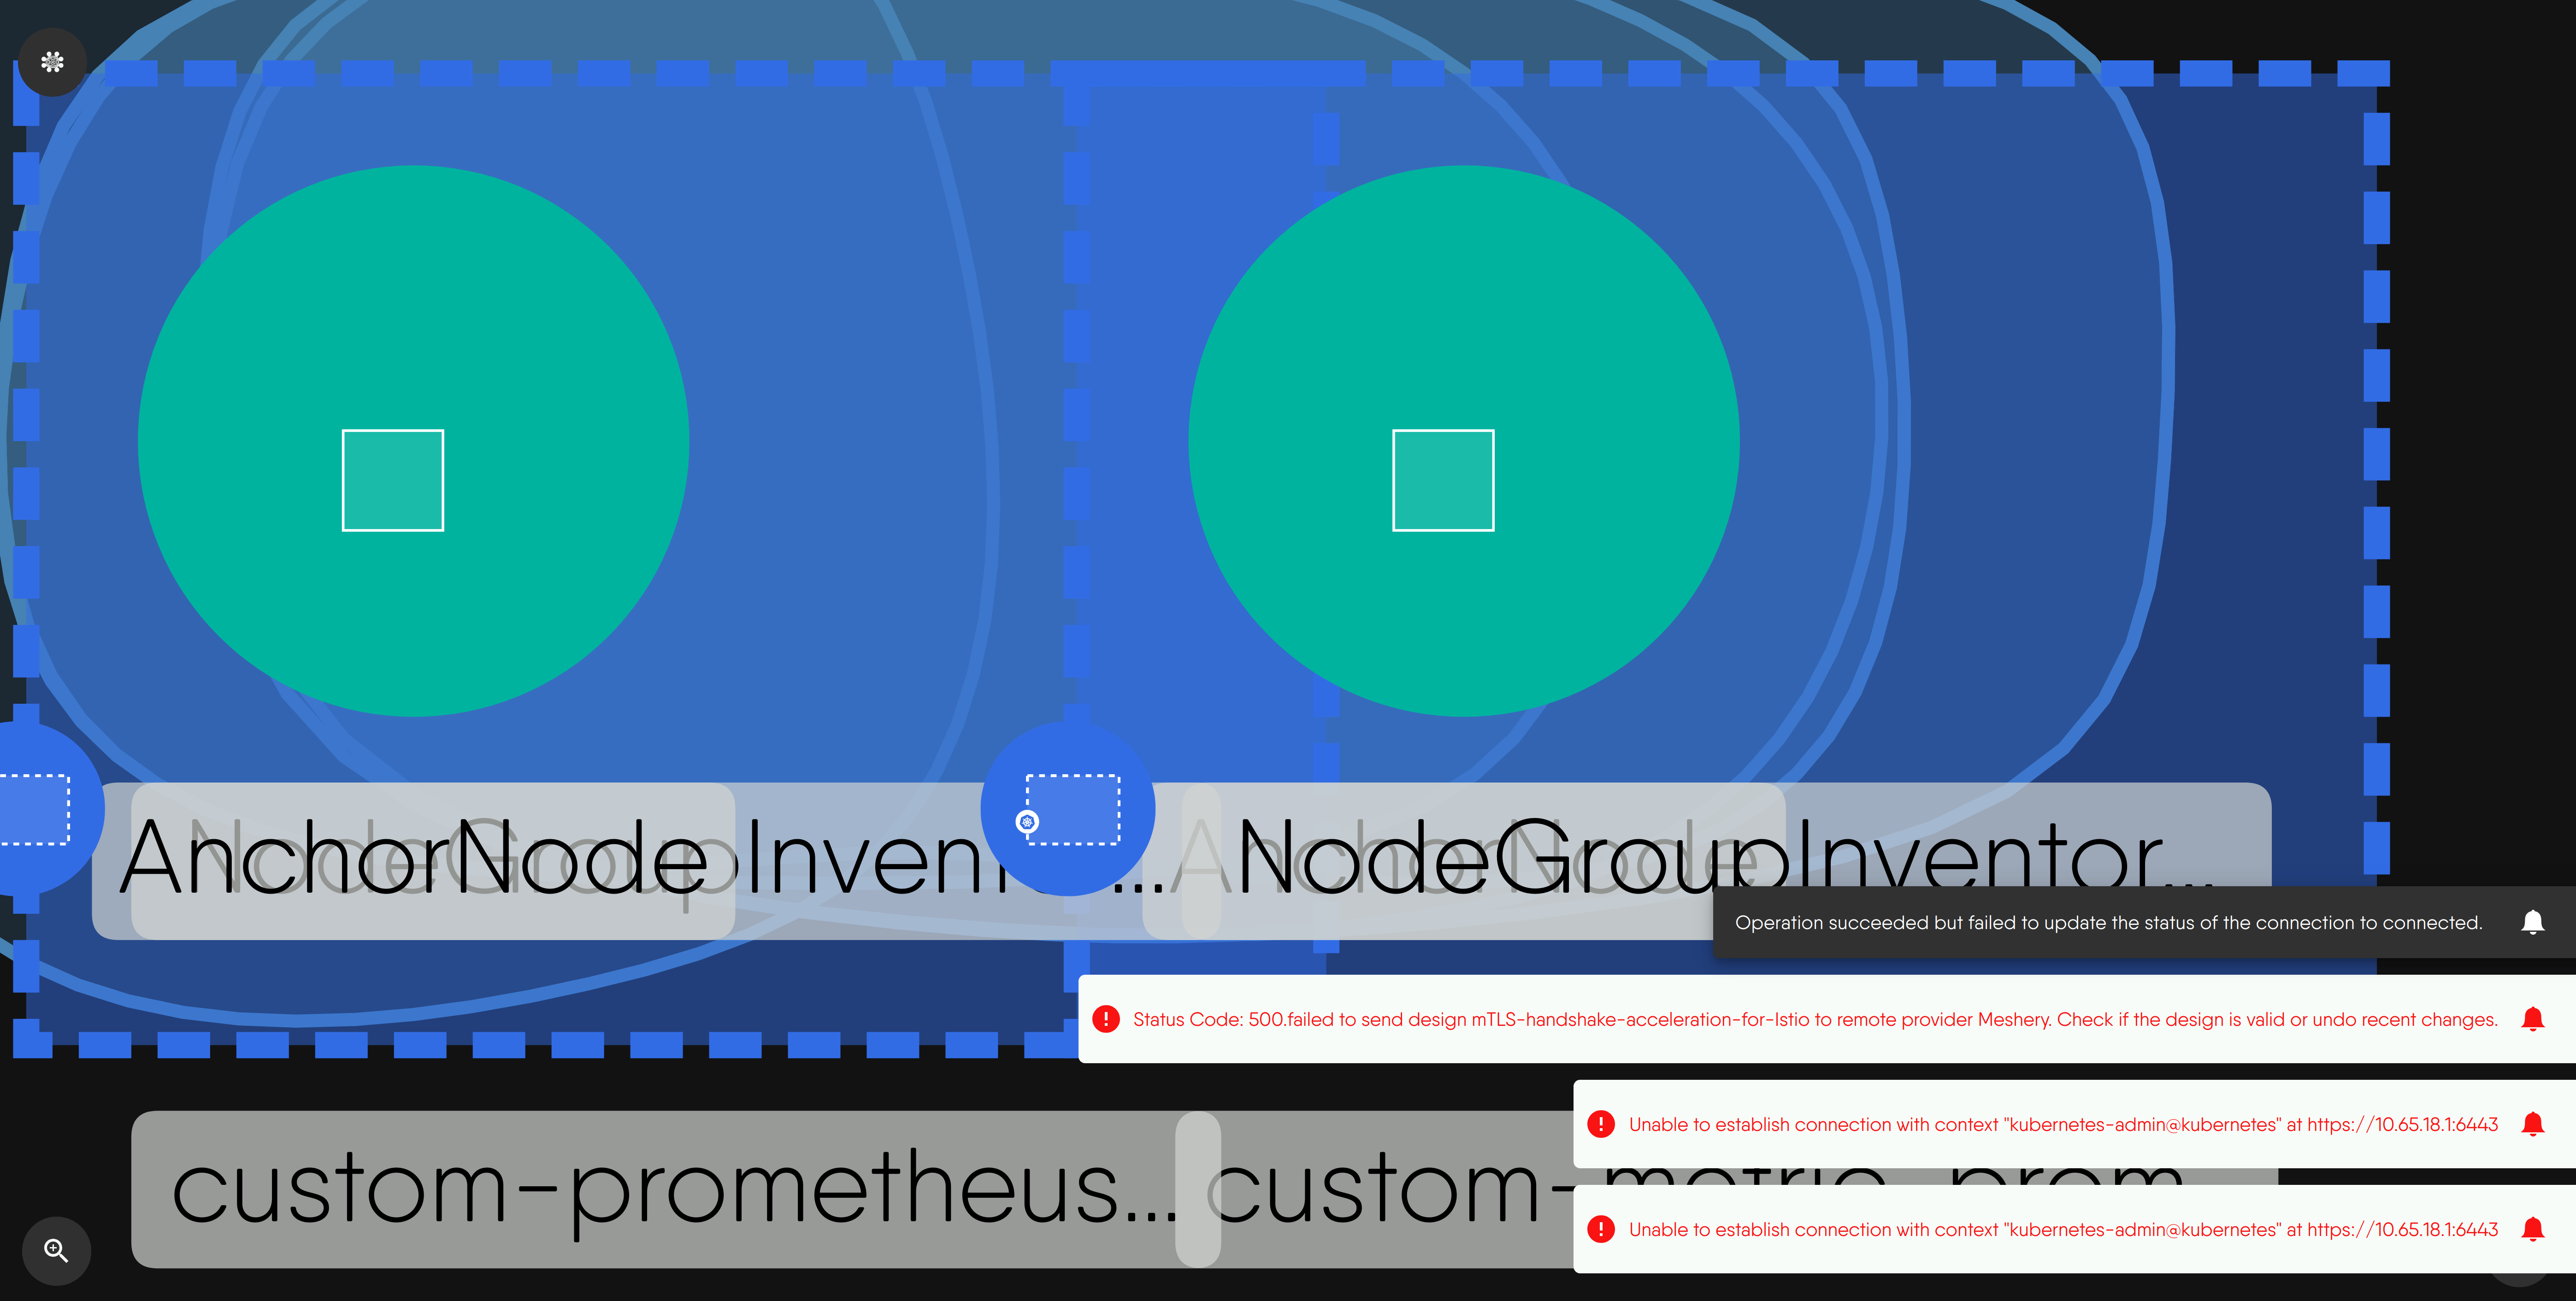 AnchorNode
NodeGroup
Inven
...
A
NodeGroupInventor...
Operation succeeded but failed to update the status of the connection to connected.
Status Code: 500.failed to send design mTLS-handshake-acceleration-for-Istio to remote provider Meshery. Check if the design is valid or undo recent changes.
Unable to establish connection with context "kubernetes-admin@kubernetes" at https://10.65.18.1:6443
custom-prometheus... custom-
Unable to establish connection with context "kubernetes-admin@kubernetes" at https://10.65.18.1:6443